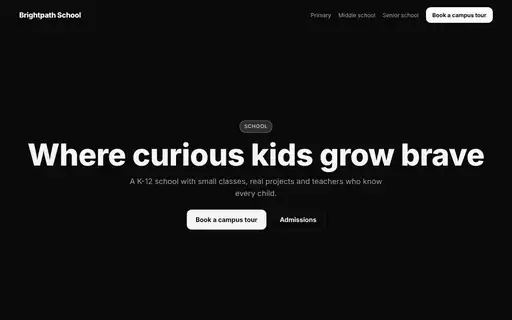 Brightpath School
Primary
Middle school
Senior school
Book a campus tour
SCHOOL
Where curious kids grow brave
A K-12 school with small classes, real projects and teachers who know
every child.
Book a campus tour
Admissions